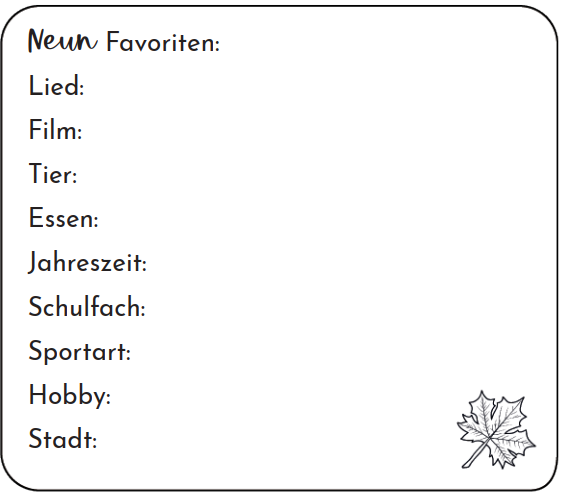 Neun Favoriten:
Lied:
Film:
Tier:
Essen:
Jahreszeit:
Schulfach:
Sportart:
Hobby:
Stadt: